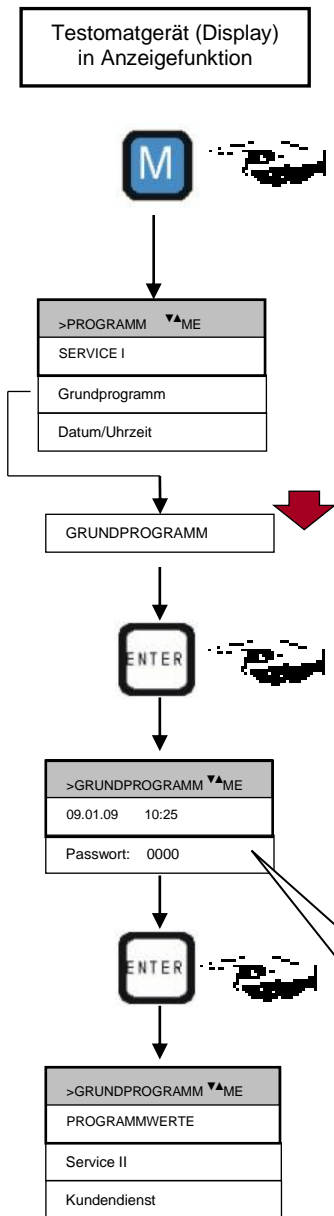 Testomatgerät (Display)
in Anzeigefunktion
M
>PROGRAMM ▼▲ME
SERVICE I
Grundprogramm
Datum/Uhrzeit
GRUNDPROGRAMM
ENTER
>GRUNDPROGRAMM ▼▲ME
09.01.09 10:25
Passwort: 0000
ENTER
>GRUNDPROGRAMM ▼▲ME
PROGRAMMWERTE
Service II
Kundendienst